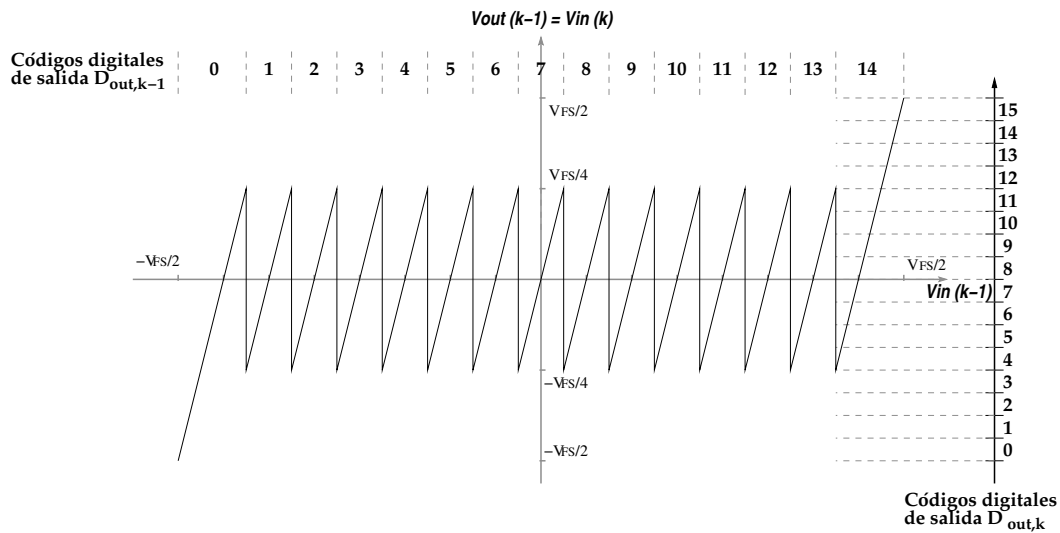 Vout (k−1) = Vin (k)
Códigos digitales
de salida Dout,k−1
0 1 2 3 4 5 6 7 8 9 10 11 12 13 14
VFS/2
VFS/4
−VFS/2
VFS/2
Vin (k−1)
−VFS/4
−VFS/2
15
14
13
12
11
10
9
8
7
6
5
4
3
2
1
0
Códigos digitales
de salida D out,k